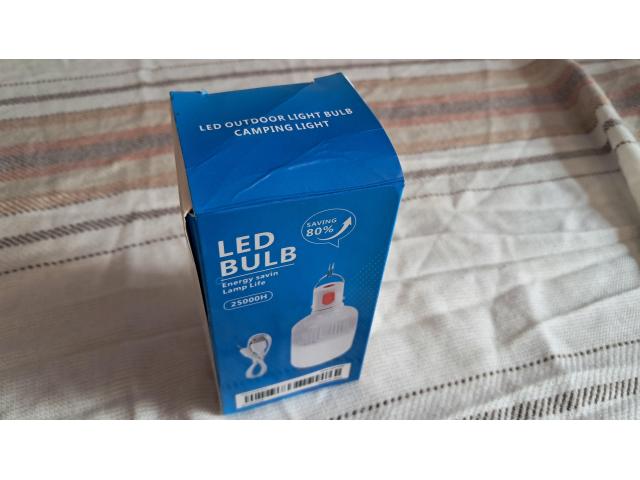 LED OUTDOOR LIGHT BULB
CAMPING LIGHT
SAVING
80%
LED
BULB
Energy savin
Lamp Life
25000H